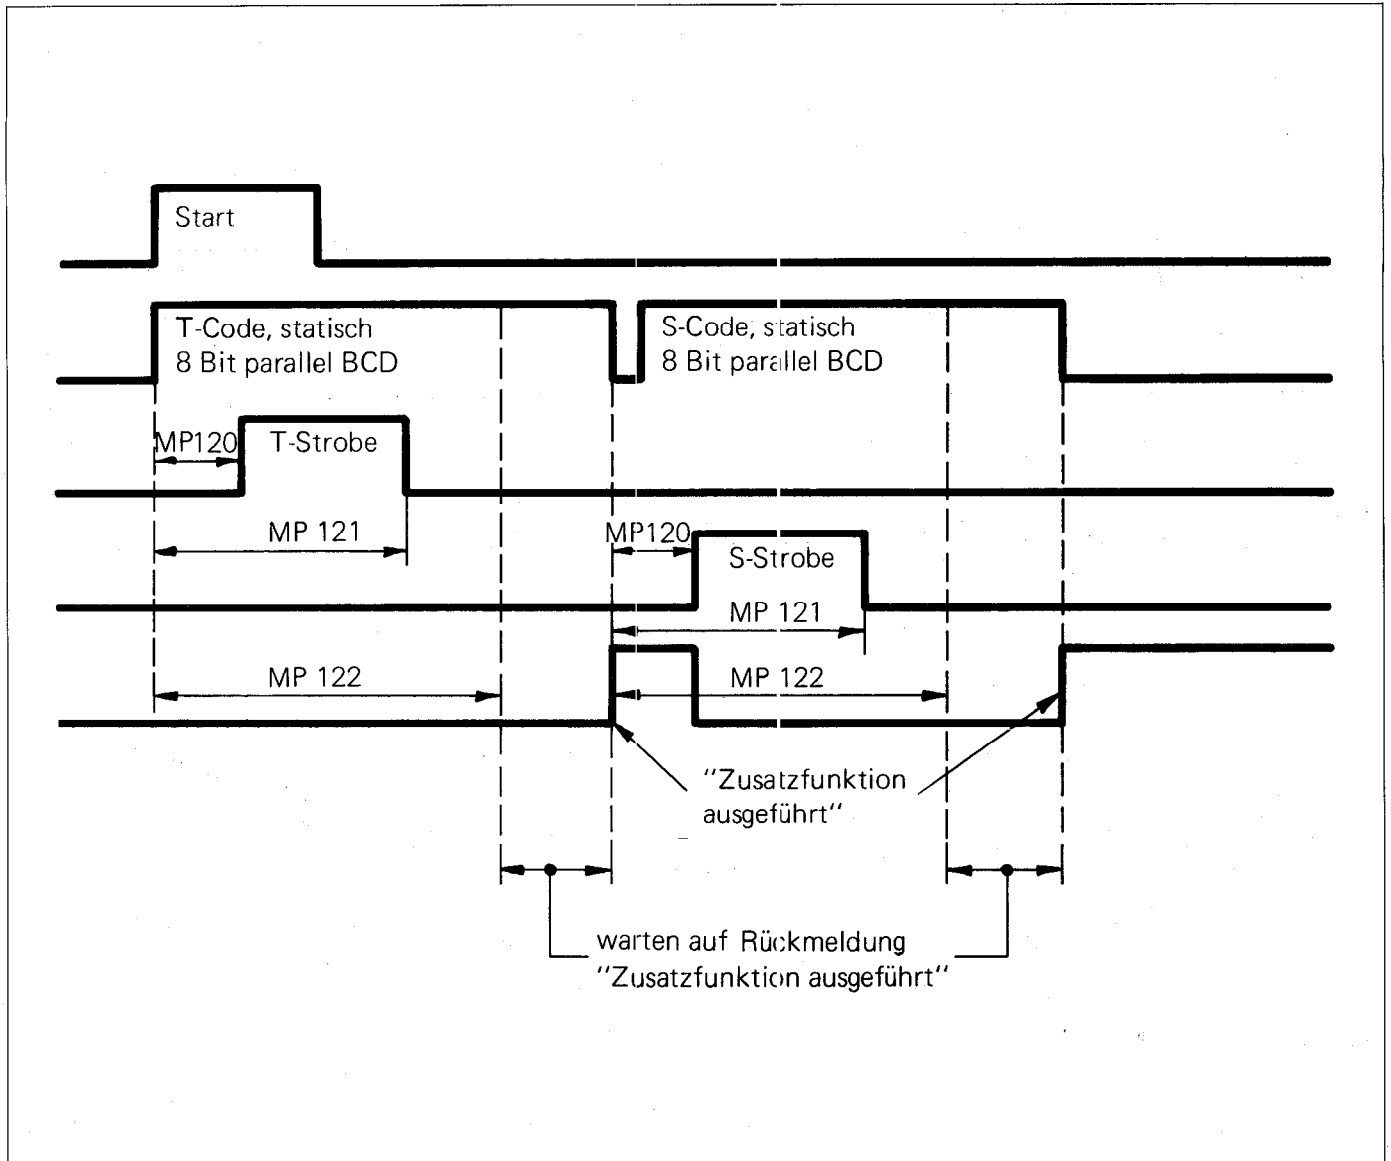 Start
T-Code, statisch
8 Bit parallel BCD
S-Code, statisch
8 Bit parallel BCD
MP120
T-Strobe
MP 121
MP120
S-Strobe
MP 121
MP 122
MP 122
"Zusatzfunktion
ausgeführt"
warten auf Rückmeldung
"Zusatzfunktion ausgeführt"